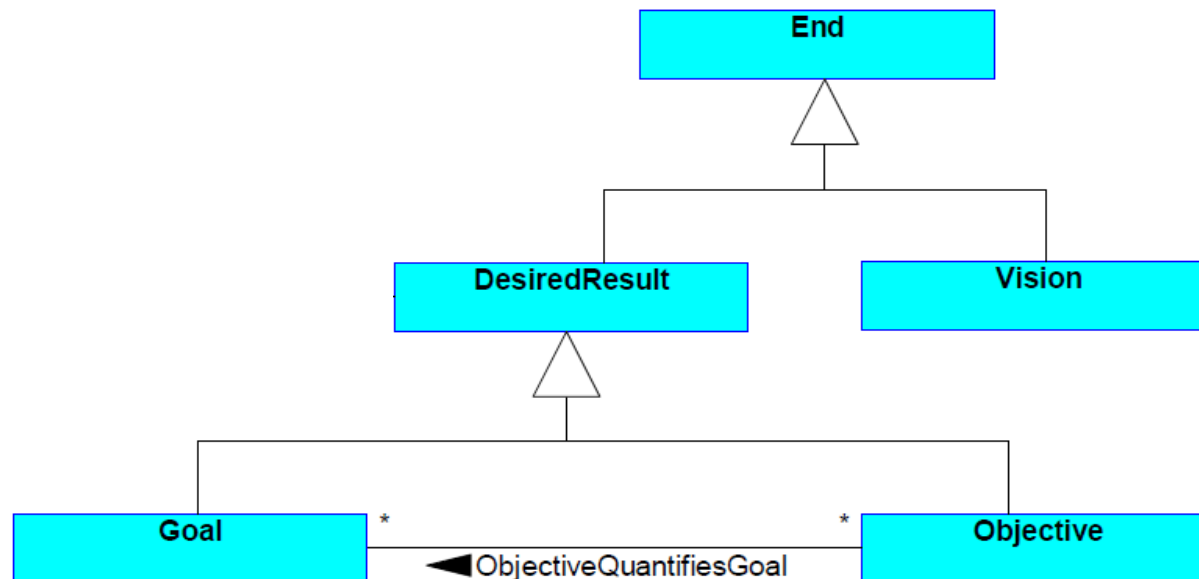 End
DesiredResult
Vision
Goal
*
*
Objective
ObjectiveQuantifiesGoal